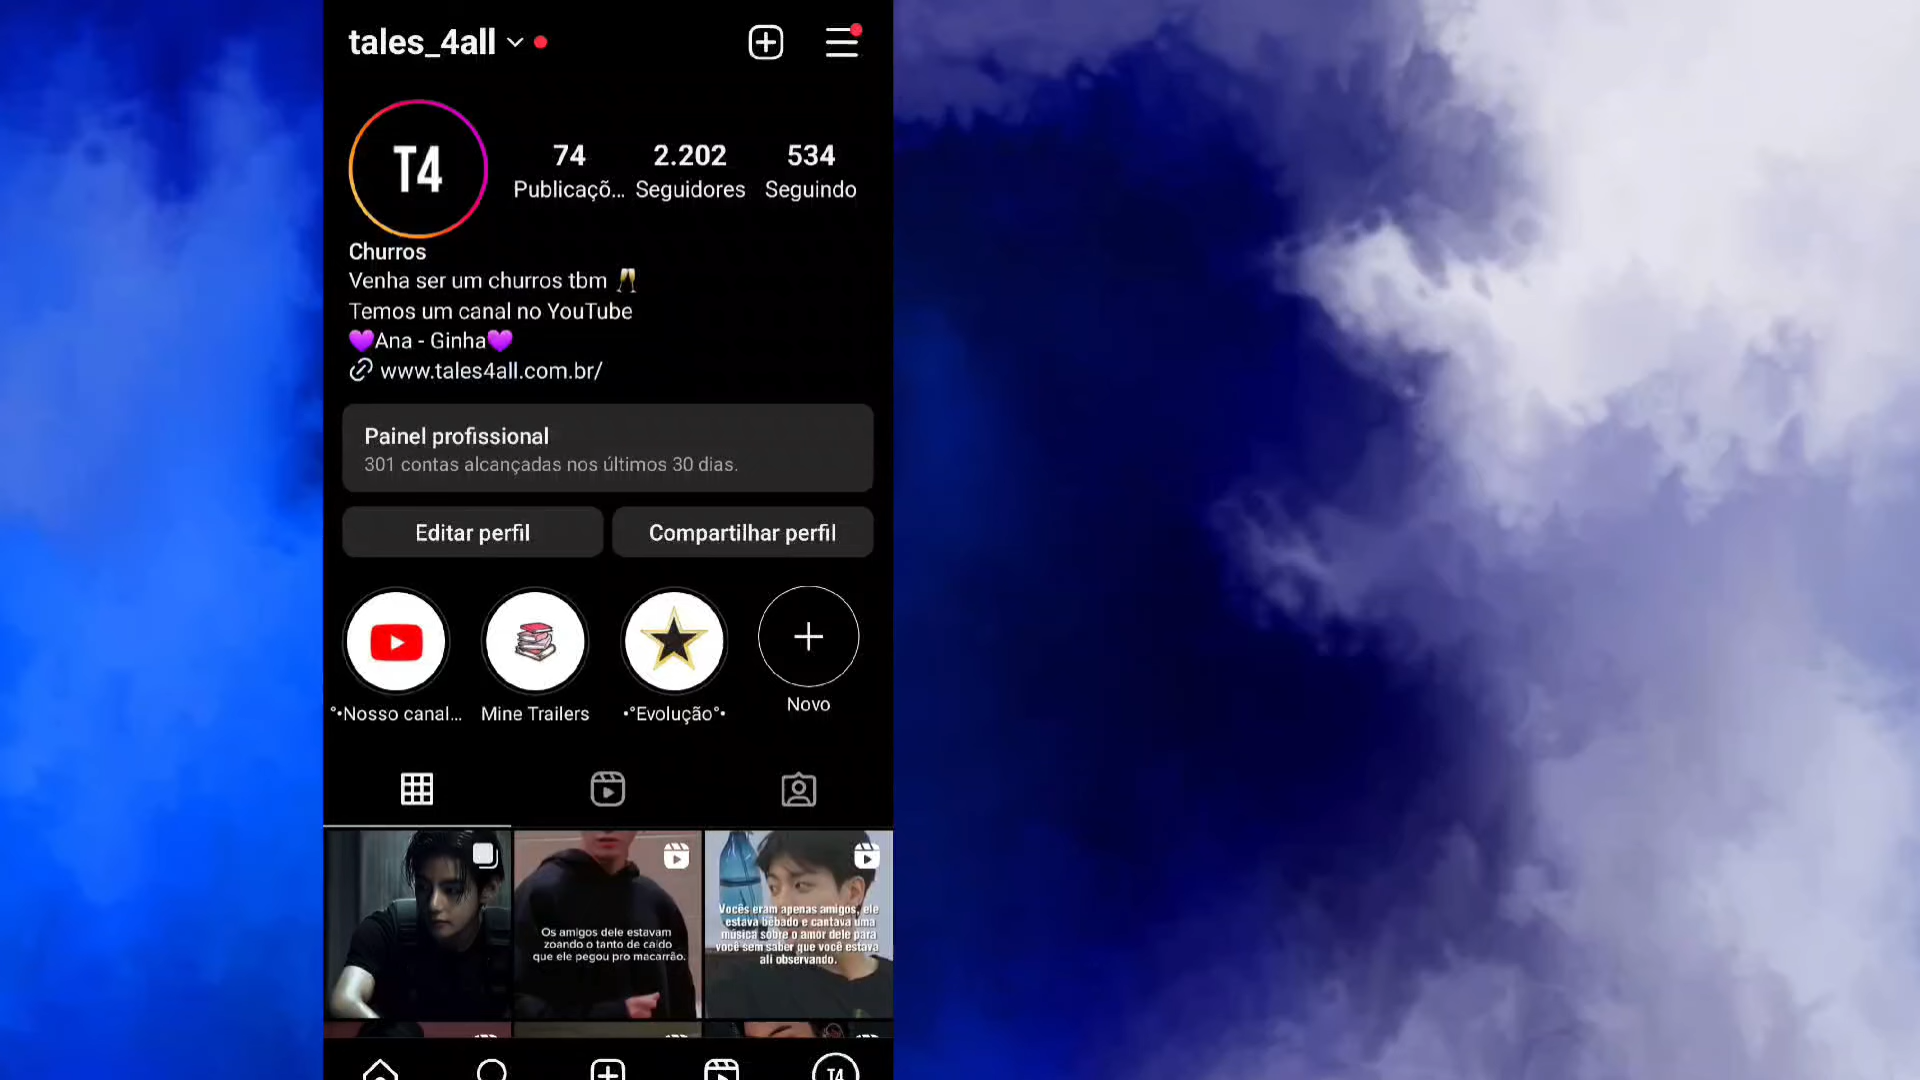 tales_4all
T4
74
2.202
534
Publicaçõ...
Seguidores
Seguindo
Churros
Venha ser um churros tbm 🥂
Temos um canal no YouTube
💜Ana - Ginha💜
www.tales4all.com.br/
Painel profissional
301 contas alcançadas nos últimos 30 dias.
Editar perfil
Compartilhar perfil
°•Nosso canal...
Mine Trailers
•°Evolução°•
Novo
Os amigos dele estavam
zoando o tanto de caido
que ele pegou pro macarrão.
Vocês eram apenas amigos, ele
estava bêbado e cantava uma
música sobre o amor dele para
você sem saber que você estava
ali observando.
T4